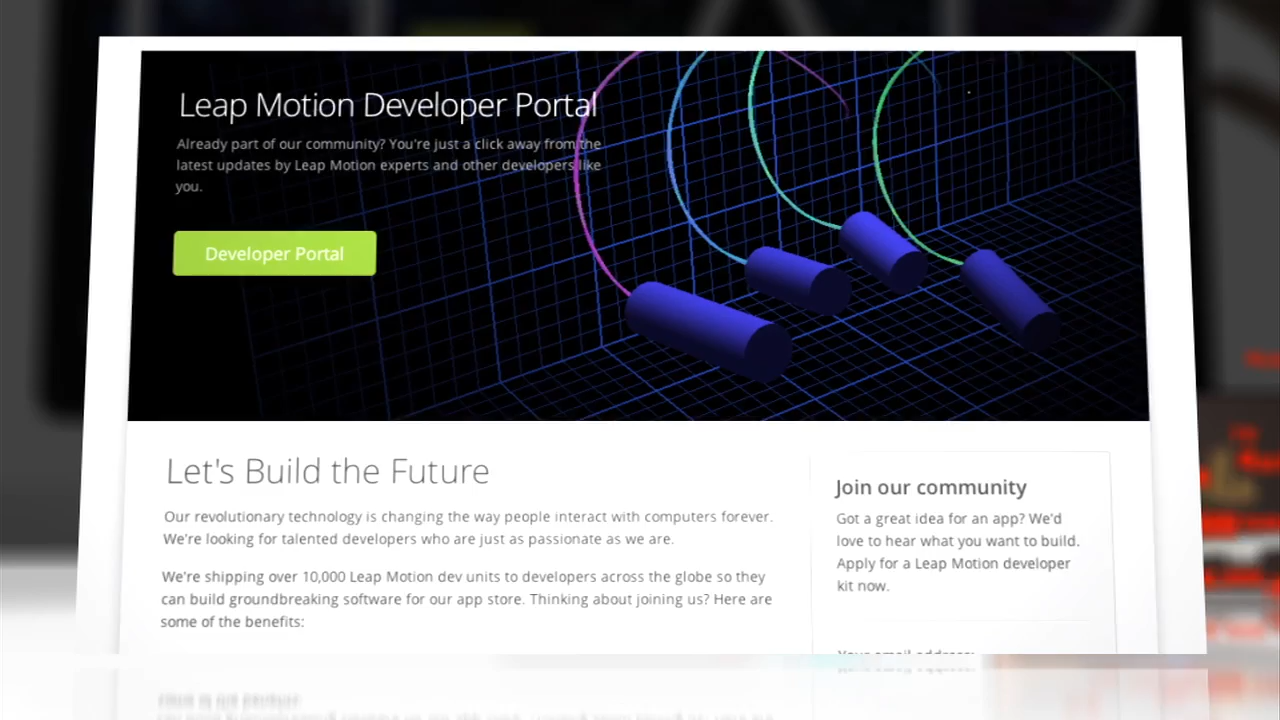 Leap Motion Developer Portal
Already part of our community? You're just a click away from the
latest updates by Leap Motion experts and other developers like
you.
Developer Portal
Let's Build the Future
Our revolutionary technology is changing the way people interact with computers forever.
We're looking for talented developers who are just as passionate as we are.
We're shipping over 10,000 Leap Motion dev units to developers across the globe so they
can build groundbreaking software for our app store. Thinking about joining us? Here are
some of the benefits:
Join our community
Got a great idea for an app? We'd
love to hear what you want to build.
Apply for a Leap Motion developer
kit now.
Your email address: